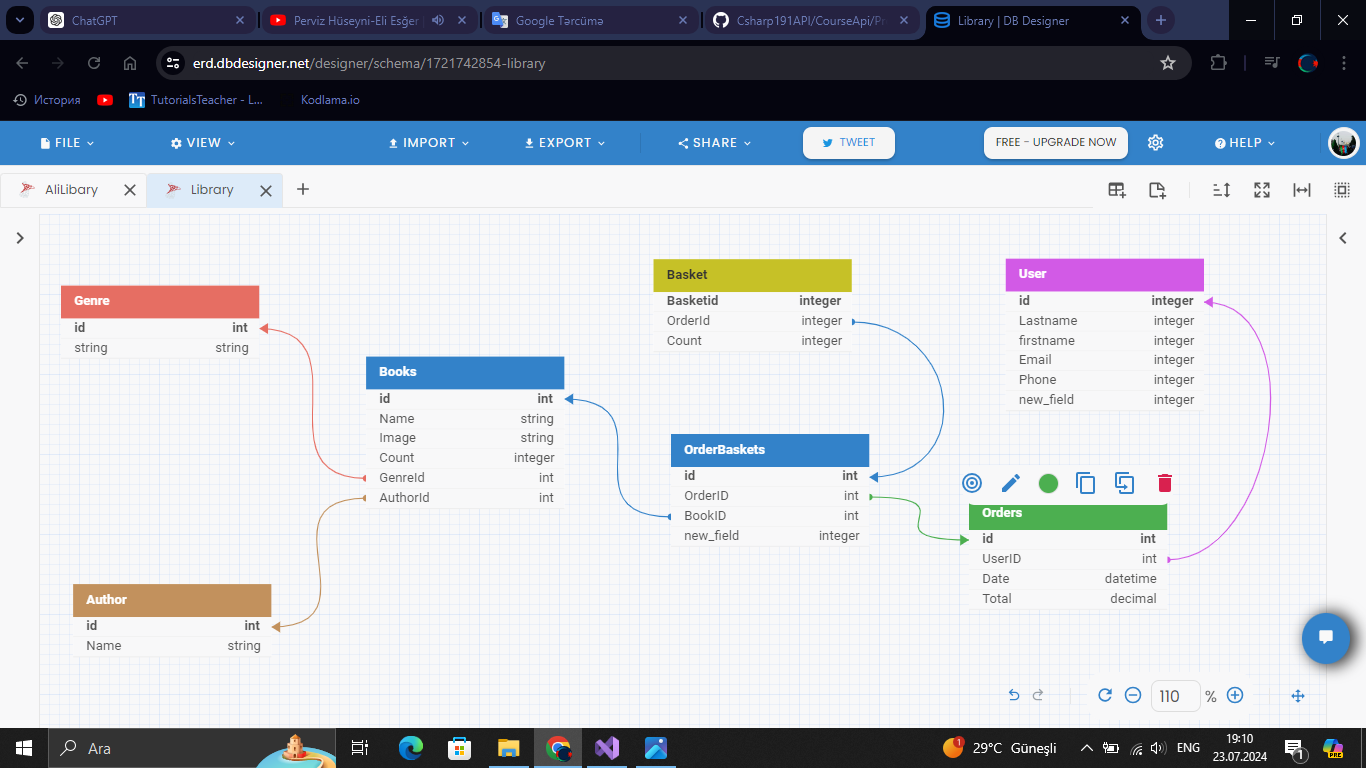 ChatGPT
Perviz Hüseyni-Eli Esğer
Google Tərcümə
Csharp191API/CourseApi/Pr
Library | DB Designer
erd.dbdesigner.net/designer/schema/1721742854-library
История
TutorialsTeacher - L...
Kodlama.io
FILE
VIEW
IMPORT
EXPORT
SHARE
TWEET
FREE - UPGRADE NOW
HELP
AliLibary
Library
Genre
id int
string string
Books
id int
Name string
Image string
Count integer
GenreId int
AuthorId int
Author
id int
Name string
Basket
Basketid integer
OrderId integer
Count integer
OrderBaskets
id int
OrderID int
BookID int
new_field integer
User
id integer
Lastname integer
firstname integer
Email integer
Phone integer
new_field integer
Orders
id int
UserID int
Date datetime
Total decimal
110 %
Ara
1
29°C Güneşli
ENG
19:10
23.07.2024
1
PRE